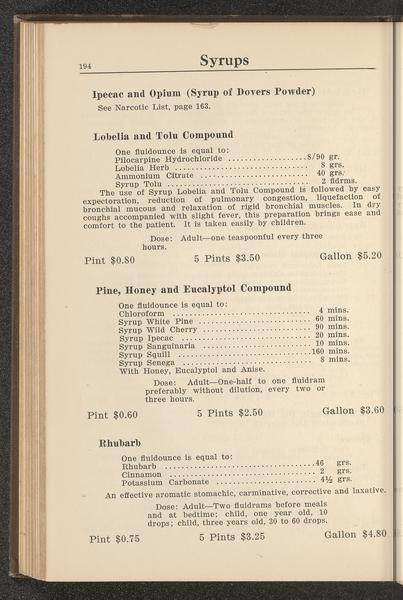 194
Syrups
Ipecac and Opium (Syrup of Dovers Powder)
See Narcotic List, page 163.
Lobelia and Tolu Compound
One fluidounce is equal to:
Pilocarpine Hydrochloride ..................8/90 gr.
Lobelia Herb ................................ 8 grs.
Ammonium Citrate .......................... 40 grs.
Syrup Tolu .................................. 2 fldrms.
The use of Syrup Lobelia and Tolu Compound is followed by easy
expectoration, reduction of pulmonary congestion, liquefaction of
bronchial mucous and relaxation of rigid bronchial muscles. In dry
coughs accompanied with slight fever, this preparation brings ease and
comfort to the patient. It is taken easily by children.
Dose: Adult—one teaspoonful every three
hours.
Pint $0.80 5 Pints $3.50 Gallon $5.20
Pine, Honey and Eucalyptol Compound
One fluidounce is equal to:
Chloroform ................................ 4 mins.
Syrup White Pine .......................... 60 mins.
Syrup Wild Cherry ......................... 90 mins.
Syrup Ipecac .............................. 20 mins.
Syrup Sanguinaria ......................... 10 mins.
Syrup Squill ..............................160 mins.
Syrup Senega .............................. 8 mins.
With Honey, Eucalyptol and Anise.
Dose: Adult—One-half to one fluidram
preferably without dilution, every two or
three hours.
Pint $0.60 5 Pints $2.50 Gallon $3.60
Rhubarb
One fluidounce is equal to:
Rhubarb ..................................46 grs.
Cinnamon .................................. 2 grs.
Potassium Carbonate ....................... 4½ grs.
An effective aromatic stomachic, carminative, corrective and laxative.
Dose: Adult—Two fluidrams before meals
and at bedtime; child, one year old, 10
drops; child, three years old, 30 to 60 drops.
Pint $0.75 5 Pints $3.25 Gallon $4.80